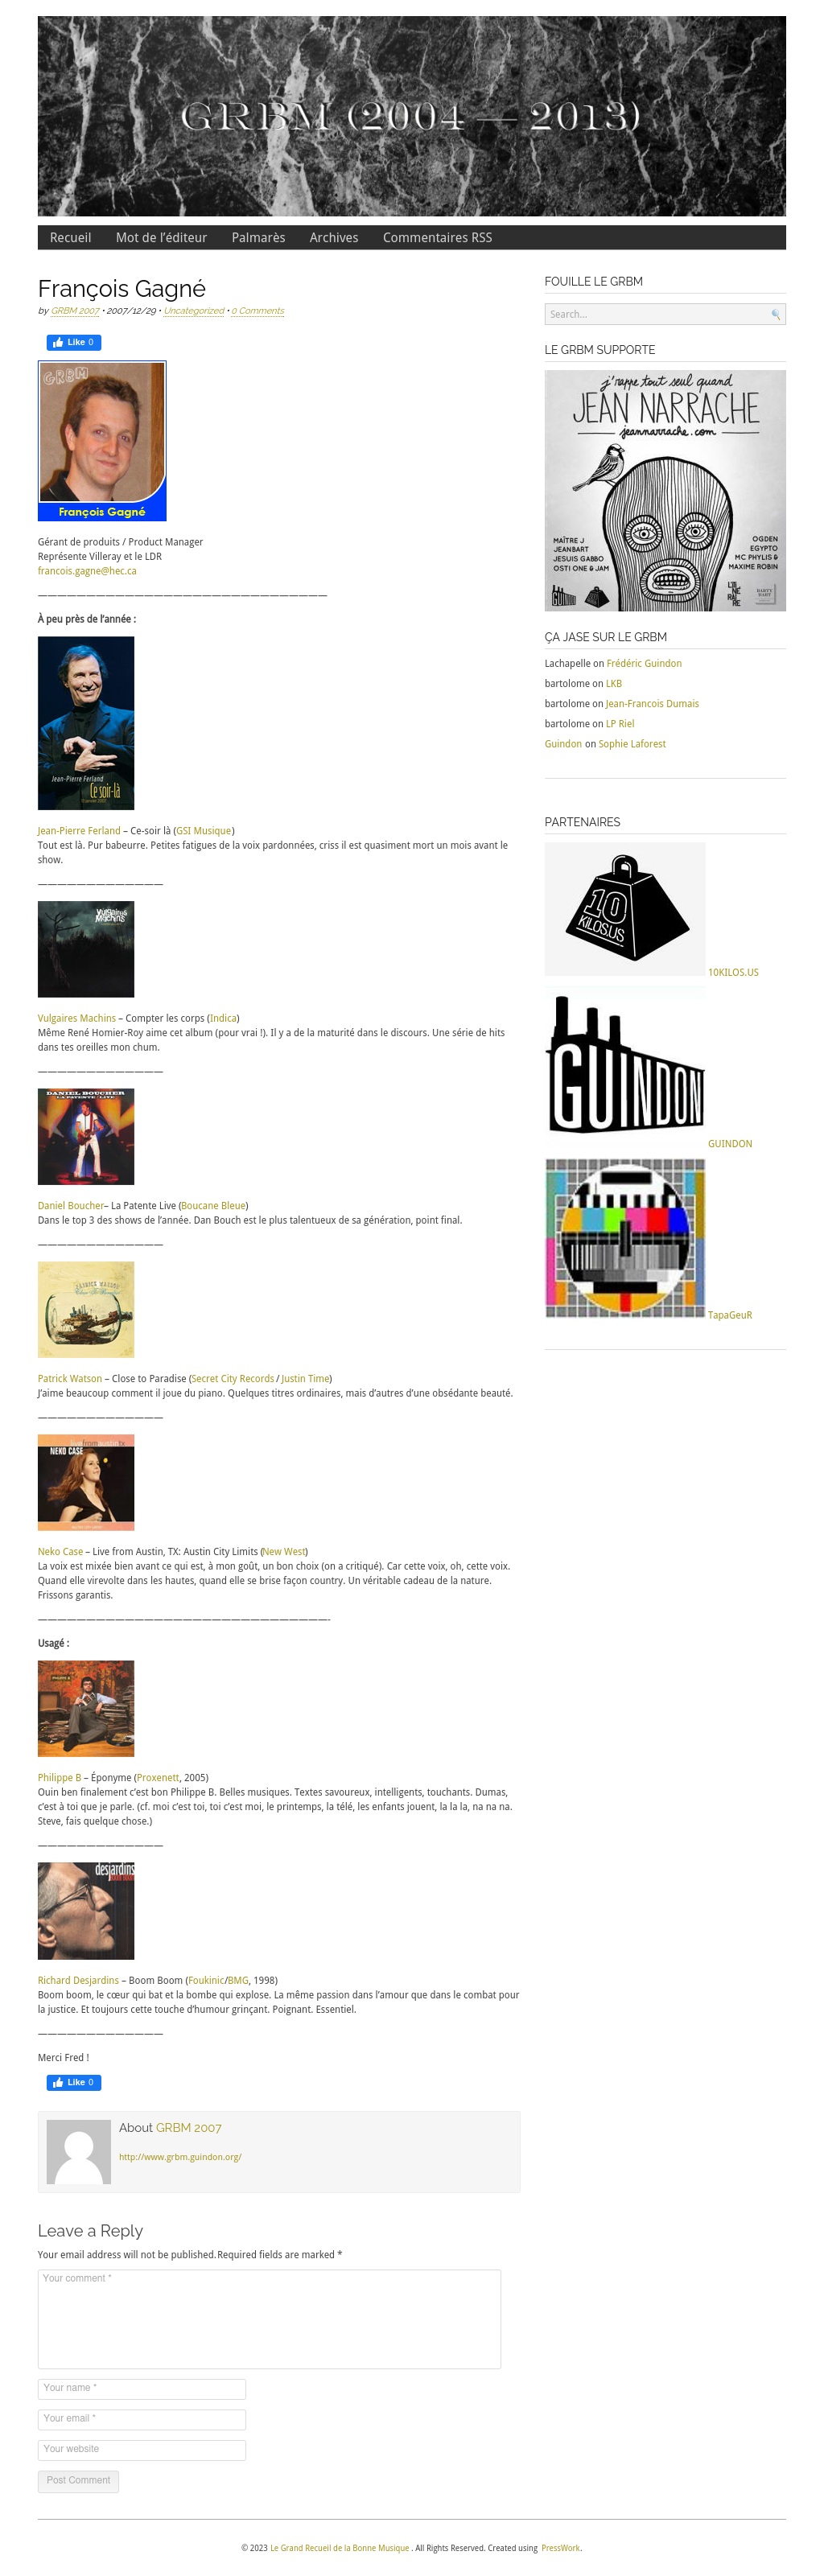 GRBM (2004 — 2013)
Recueil Mot de l'éditeur Palmarès Archives Commentaires RSS
François Gagné
by GRBM 2007 • 2007/12/29 • Uncategorized • 0 Comments
Like 0
GRBM
François Gagné
Gérant de produits / Product Manager
Représente Villeray et le LDR
francois.gagne@hec.ca
——————————————————————————————
À peu près de l'année :
Jean-Pierre Ferland
Ce soir-là
Jean-Pierre Ferland – Ce-soir là (GSI Musique)
Tout est là. Pur babeurre. Petites fatigues de la voix pardonnées, criss il est quasiment mort un mois avant le
show.
—————————————
Vulgaires Machins
Vulgaires Machins – Compter les corps (Indica)
Même René Homier-Roy aime cet album (pour vrai !). Il y a de la maturité dans le discours. Une série de hits
dans tes oreilles mon chum.
—————————————
DANIEL BOUCHER
LA PATENTE LIVE
Daniel Boucher– La Patente Live (Boucane Bleue)
Dans le top 3 des shows de l'année. Dan Bouch est le plus talentueux de sa génération, point final.
—————————————
PATRICK WATSON
Close to Paradise
Patrick Watson – Close to Paradise (Secret City Records / Justin Time)
J'aime beaucoup comment il joue du piano. Quelques titres ordinaires, mais d'autres d'une obsédante beauté.
—————————————
live from austin tx
NEKO CASE
Neko Case – Live from Austin, TX: Austin City Limits (New West)
La voix est mixée bien avant ce qui est, à mon goût, un bon choix (on a critiqué). Car cette voix, oh, cette voix.
Quand elle virevolte dans les hautes, quand elle se brise façon country. Un véritable cadeau de la nature.
Frissons garantis.
——————————————————————————————-
Usagé :
PHILIPPE B
Philippe B – Éponyme (Proxenett, 2005)
Ouin ben finalement c'est bon Philippe B. Belles musiques. Textes savoureux, intelligents, touchants. Dumas,
c'est à toi que je parle. (cf. moi c'est toi, toi c'est moi, le printemps, la télé, les enfants jouent, la la la, na na na.
Steve, fais quelque chose.)
—————————————
desjardins
boom boom
Richard Desjardins – Boom Boom (Foukinic/BMG, 1998)
Boom boom, le cœur qui bat et la bombe qui explose. La même passion dans l'amour que dans le combat pour
la justice. Et toujours cette touche d'humour grinçant. Poignant. Essentiel.
—————————————
Merci Fred !
Like 0
About GRBM 2007
http://www.grbm.guindon.org/
Leave a Reply
Your email address will not be published.Required fields are marked *
Your comment *
Your name *
Your email *
Your website
Post Comment
FOUILLE LE GRBM
Search...
LE GRBM SUPPORTE
j'rappe tout seul quand
JEAN NARRACHE
jeannarrache.com
MAÎTRE J
JEANBART
JESUIS GABBO
OSTI ONE & JAM
OGDEN
EGYPTO
MC PHYLIS &
MAXIME ROBIN
ÇA JASE SUR LE GRBM
Lachapelle on Frédéric Guindon
bartolome on LKB
bartolome on Jean-Francois Dumais
bartolome on LP Riel
Guindon on Sophie Laforest
PARTENAIRES
10
KILOS.US
10KILOS.US
GUINDON
GUINDON
TapaGeuR
© 2023 Le Grand Recueil de la Bonne Musique . All Rights Reserved. Created using PressWork.